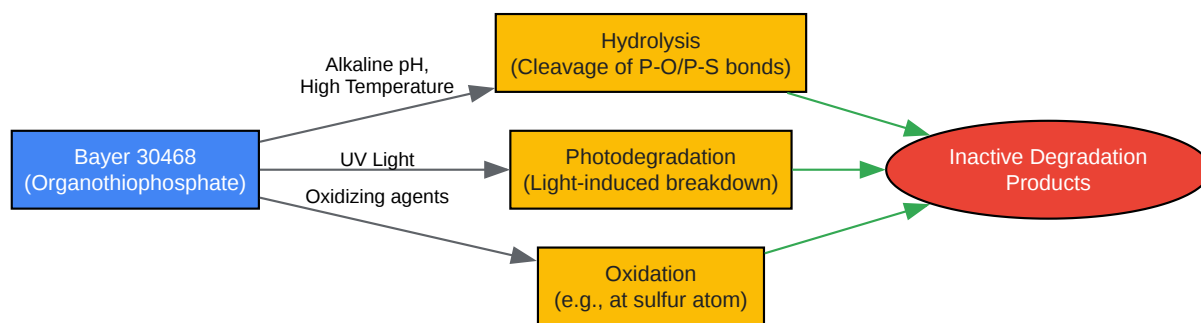 Hydrolysis
(Cleavage of P-O/P-S bonds)
Alkaline pH,
High Temperature
Bayer 30468
(Organothiophosphate)
UV Light
Photodegradation
(Light-induced breakdown)
Inactive Degradation
Products
Oxidizing agents
Oxidation
(e.g., at sulfur atom)